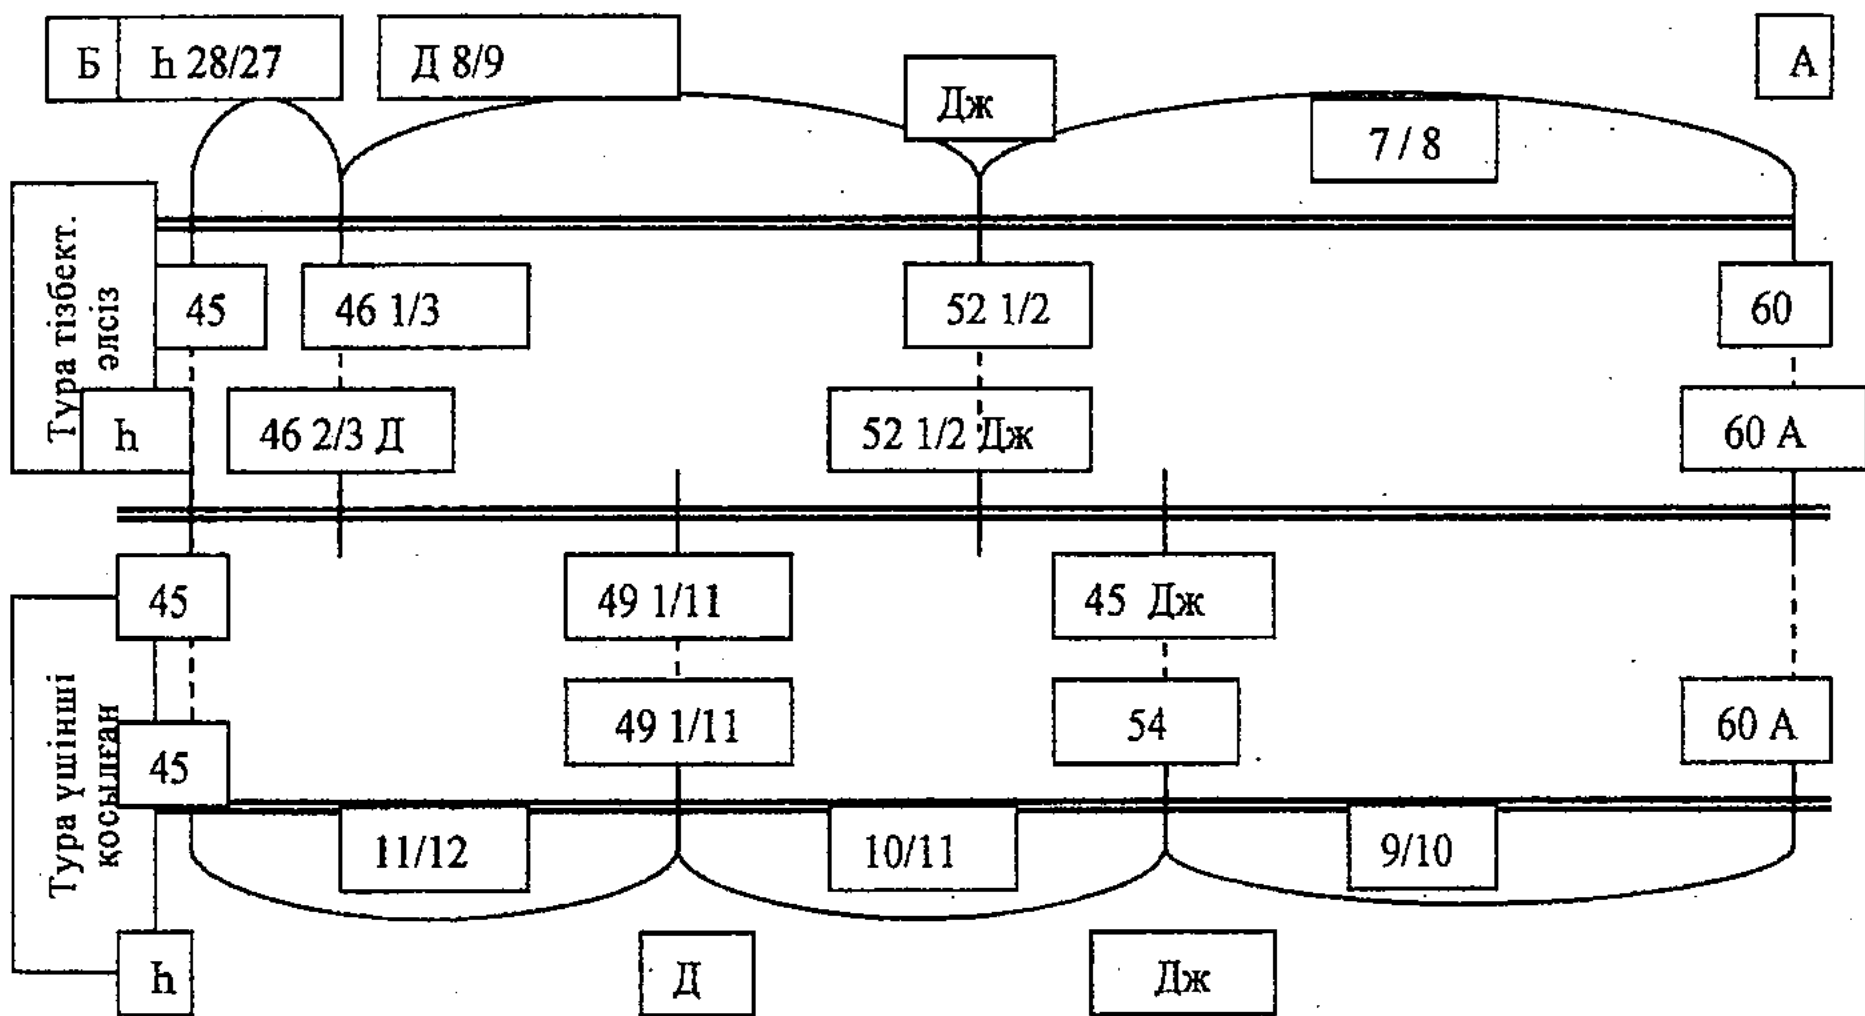 Б һ 28/27 Д 8/9 Дж А
7 / 8
Тура тізбект.
әлсіз
45 46 1/3 52 1/2 60
һ 46 2/3 Д 52 1/2 Дж 60 А
45 49 1/11 45 Дж
Тура үшінші
қосылған
45 49 1/11 54 60 А
11/12 10/11 9/10
һ Д Дж